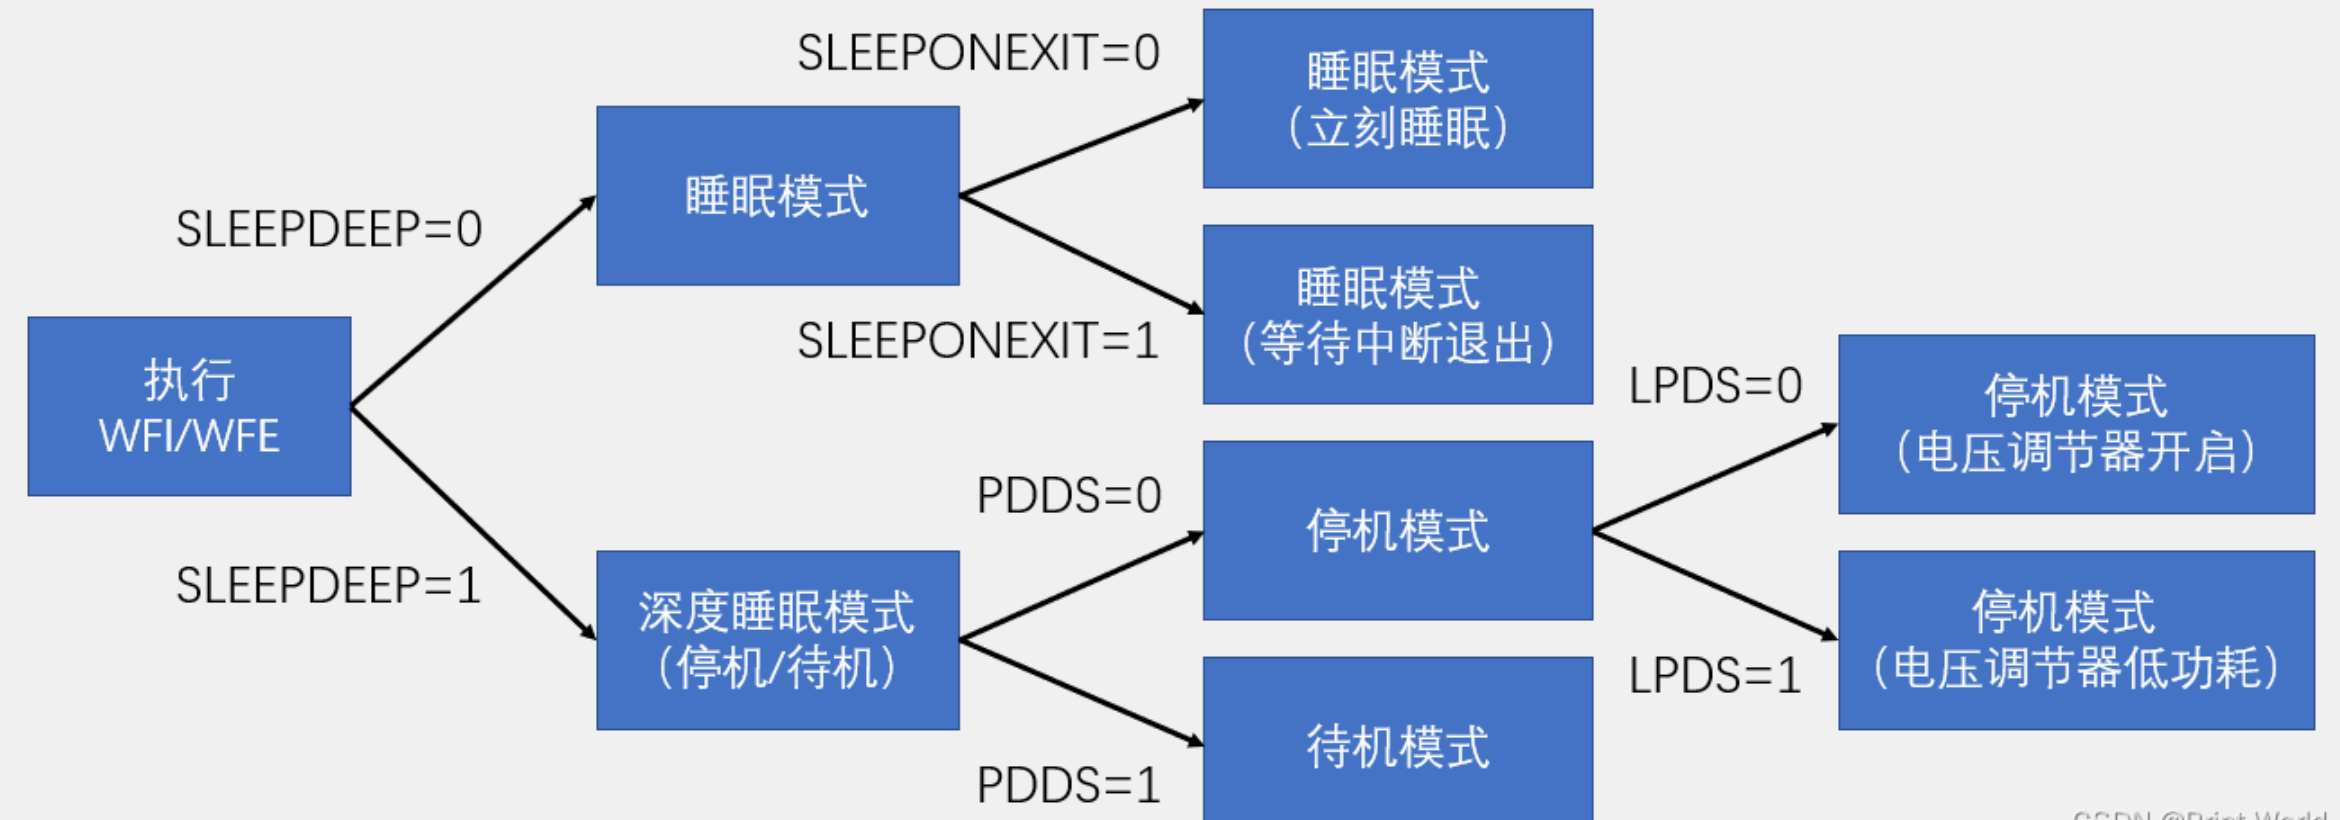 SLEEPONEXIT=0
睡眠模式
（立刻睡眠）
睡眠模式
SLEEPDEEP=0
睡眠模式
（等待中断退出）
SLEEPONEXIT=1
执行
WFI/WFE
LPDS=0
停机模式
（电压调节器开启）
PDDS=0
停机模式
SLEEPDEEP=1
深度睡眠模式
（停机/待机）
停机模式
（电压调节器低功耗）
LPDS=1
待机模式
PDDS=1